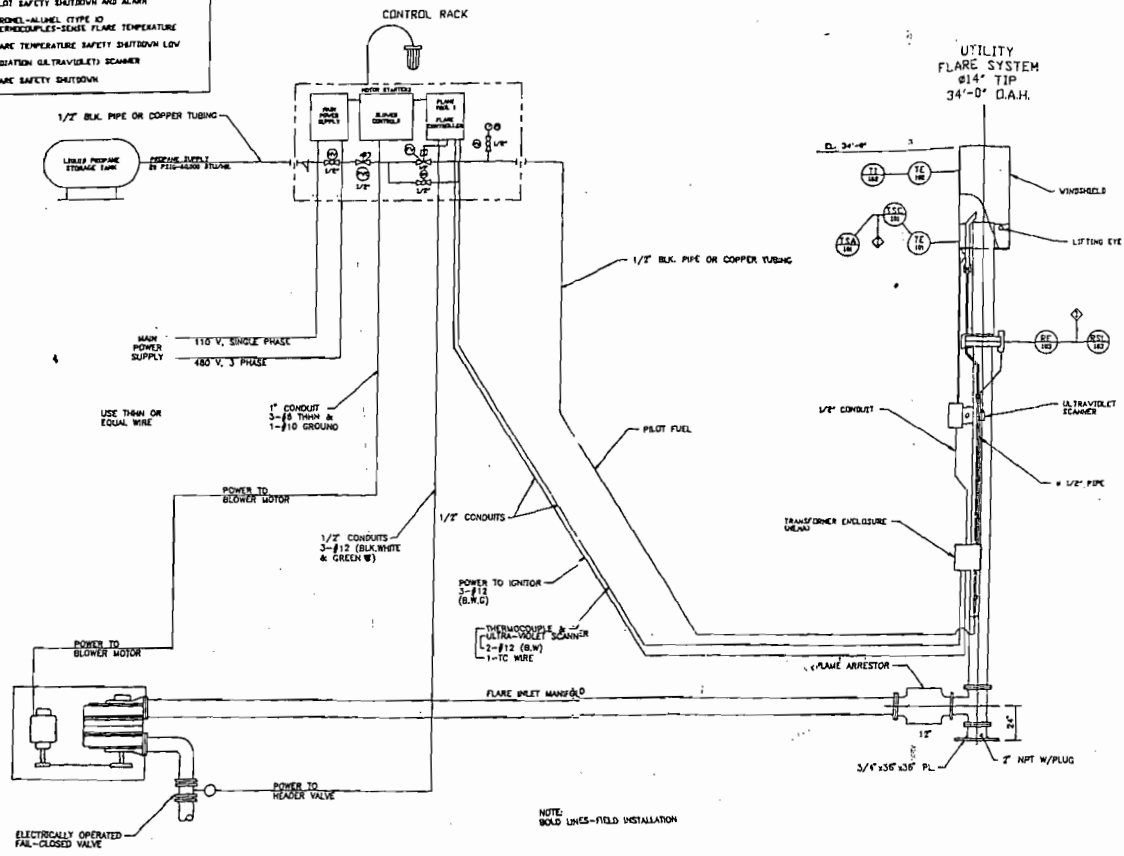 SAFETY SHUTDOWN AND ALARM
(TYPE K)
THERMOCOUPLES-SENSE FLARE TEMPERATURE
TEMPERATURE SAFETY SHUTDOWN LOW
(ULTRAVIOLET) SCANNER
SAFETY SHUTDOWN
CONTROL RACK
MOTOR STARTERS
MAIN
POWER
SUPPLY
BLOWER
CONTROLS
FLAME
FLARE
CONTROLLER
1/2" BLK. PIPE OR COPPER TUBING
LIQUID PROPANE
STORAGE TANK
PROPANE SUPPLY
1/2"
1/2"
1/2"
1/8"
UTILITY
FLARE SYSTEM
ø14" TIP
34'-0" O.A.H.
EL. 34'-0"
TI
TE
WINDSHIELD
TSC
TSA
101
TE
101
LIFTING EYE
1/2" BLK. PIPE OR COPPER TUBING
MAIN
POWER
SUPPLY
110 V, SINGLE PHASE
480 V, 3 PHASE
RE
103
RSL
USE THHN OR
EQUAL WIRE
1" CONDUIT
3-#8 THHN &
1-#10 GROUND
1/2" CONDUIT
ULTRAVIOLET
SCANNER
PILOT FUEL
1/2" PIPE
POWER TO
BLOWER MOTOR
1/2" CONDUITS
1/2" CONDUITS
3-#12 (BLK,WHITE
& GREEN
TRANSFORMER ENCLOSURE
POWER TO IGNITOR
3-#12
(B,W,G)
THERMOCOUPLE &
ULTRA-VIOLET SCANNER
2-#12 (B,W)
1-TC WIRE
POWER TO
BLOWER MOTOR
FLAME ARRESTOR
FLARE INLET MANIFOLD
12"
24"
3/4"x36"x36" PL.
2" NPT W/PLUG
POWER TO
HEADER VALVE
NOTE:
BOLD LINES-FIELD INSTALLATION
ELECTRICALLY OPERATED
FAIL-CLOSED VALVE